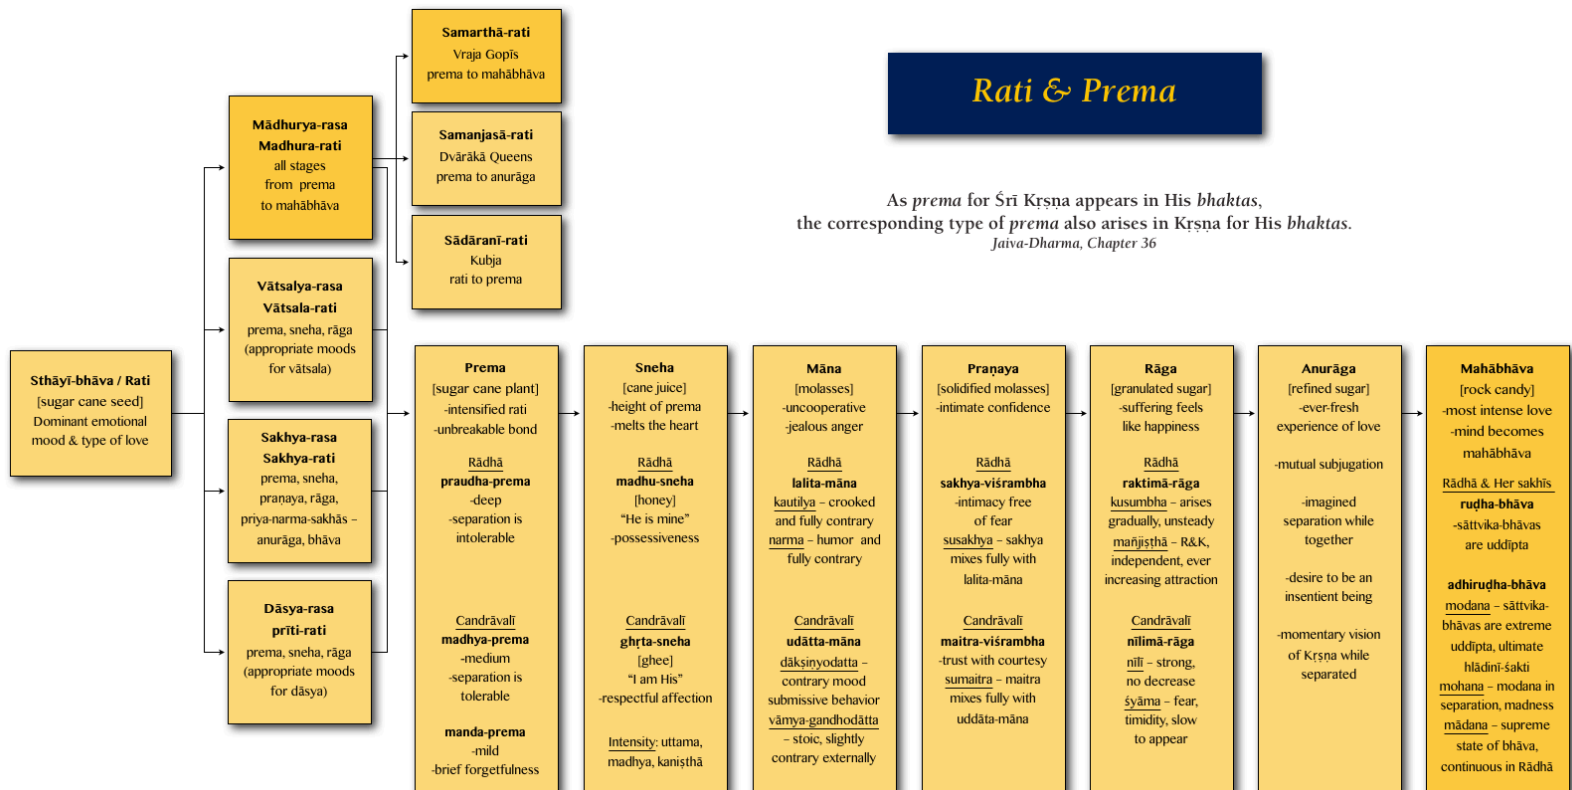 Rati & Prema
As prema for Śrī Kṛṣṇa appears in His bhaktas,
the corresponding type of prema also arises in Kṛṣṇa for His bhaktas.
Jaiva-Dharma, Chapter 36
Sthāyī-bhāva / Rati
[sugar cane seed]
Dominant emotional
mood & type of love
Mādhurya-rasa
Madhura-rati
all stages
from prema
to mahābhāva
Samarthā-rati
Vraja Gopīs
prema to mahābhāva
Samanjasā-rati
Dvārākā Queens
prema to anurāga
Sādāranī-rati
Kubja
rati to prema
Vātsalya-rasa
Vātsala-rati
prema, sneha, rāga
(appropriate moods
for vātsala)
Sakhya-rasa
Sakhya-rati
prema, sneha,
praṇaya, rāga,
priya-narma-sakhās –
anurāga, bhāva
Dāsya-rasa
prīti-rati
prema, sneha, rāga
(appropriate moods
for dāsya)
Prema
[sugar cane plant]
-intensified rati
-unbreakable bond
Rādhā
praudha-prema
-deep
-separation is
intolerable
Candrāvalī
madhya-prema
-medium
-separation is
tolerable
manda-prema
-mild
-brief forgetfulness
Sneha
[cane juice]
-height of prema
-melts the heart
Rādhā
madhu-sneha
[honey]
“He is mine”
-possessiveness
Candrāvalī
ghṛta-sneha
[ghee]
“I am His”
-respectful affection
Intensity: uttama,
madhya, kaniṣṭhā
Māna
[molasses]
-uncooperative
-jealous anger
Rādhā
lalita-māna
kautilya – crooked
and fully contrary
narma – humor and
fully contrary
Candrāvalī
udātta-māna
dākṣiṇyodatta –
contrary mood
submissive behavior
vāmya-gandhodātta
– stoic, slightly
contrary externally
Praṇaya
[solidified molasses]
-intimate confidence
Rādhā
sakhya-viśrambha
-intimacy free
of fear
susakhya – sakhya
mixes fully with
lalita-māna
Candrāvalī
maitra-viśrambha
-trust with courtesy
sumaitra – maitra
mixes fully with
uddāta-māna
Rāga
[granulated sugar]
-suffering feels
like happiness
Rādhā
raktimā-rāga
kusumbha – arises
gradually, unsteady
mañjiṣṭhā – R&K,
independent, ever
increasing attraction
Candrāvalī
nīlimā-rāga
nīlī – strong,
no decrease
śyāma – fear,
timidity, slow
to appear
Anurāga
[refined sugar]
-ever-fresh
experience of love
-mutual subjugation
-imagined
separation while
together
-desire to be an
insentient being
-momentary vision
of Kṛṣṇa while
separated
Mahābhāva
[rock candy]
-most intense love
-mind becomes
mahābhāva
Rādhā & Her sakhīs
ruḍha-bhāva
-sāttvika-bhāvas
are uddīpta
adhiruḍha-bhāva
modana – sāttvika-
bhāvas are extreme
uddīpta, ultimate
hlādinī-śakti
mohana – modana in
separation, madness
mādana – supreme
state of bhāva,
continuous in Rādhā